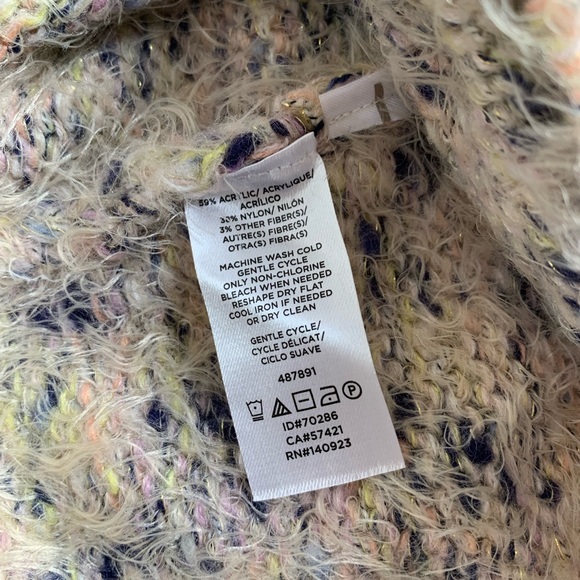 59% ACRYLIC/ ACRYLIQUE/
ACRÍLICO
38% NYLON/ NILÓN
3% OTHER FIBER(S)/
AUTRE(S) FIBRE(S)/
OTRA(S) FIBRA(S)
MACHINE WASH COLD
GENTLE CYCLE
ONLY NON-CHLORINE
BLEACH WHEN NEEDED
RESHAPE DRY FLAT
COOL IRON IF NEEDED
OR DRY CLEAN
GENTLE CYCLE/
CYCLE DÉLICAT/
CICLO SUAVE
487891
ID#70286
CA#57421
RN#140923